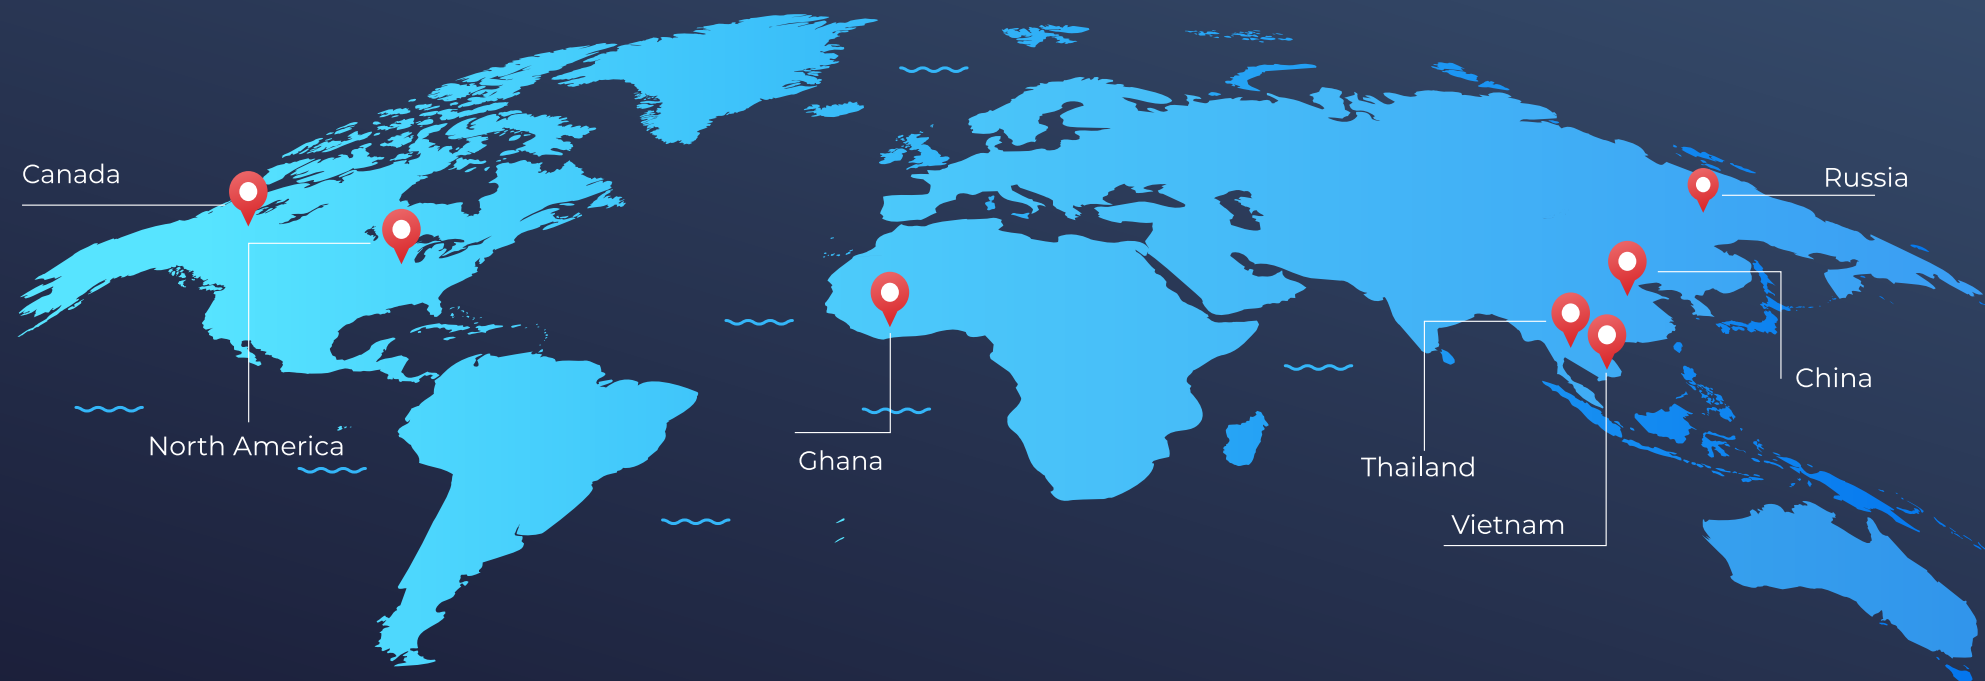 Canada
Russia
China
North America
Ghana
Thailand
Vietnam